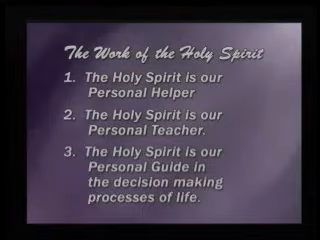 The Work of the Holy Spirit
1. The Holy Spirit is our
Personal Helper
2. The Holy Spirit is our
Personal Teacher.
3. The Holy Spirit is our
Personal Guide in
the decision making
processes of life.